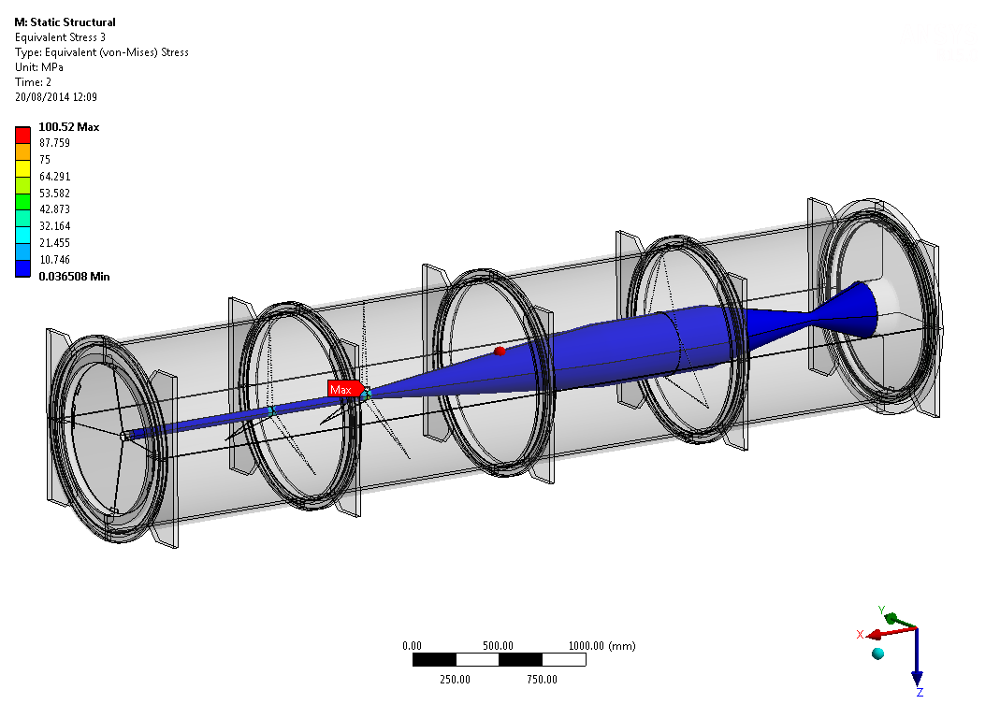 M: Static Structural
Equivalent Stress 3
Type: Equivalent (von-Mises) Stress
Unit: MPa
Time: 2
20/08/2014 12:09
100.52 Max
87.759
75
64.291
53.582
42.873
32.164
21.455
10.746
0.036508 Min
Max
0.00 500.00 1000.00 (mm)
250.00 750.00
Y
X
Z